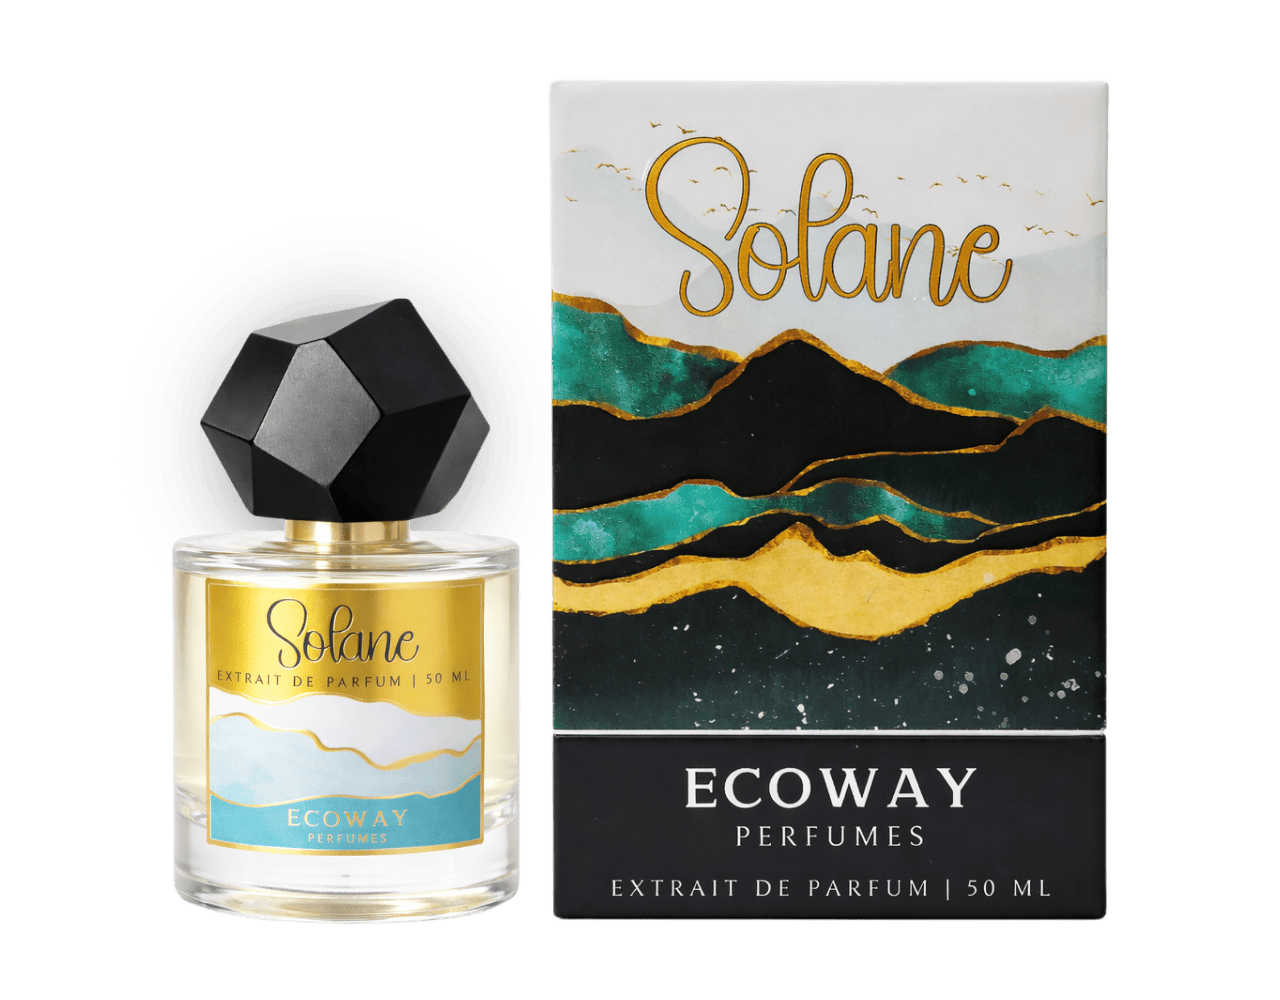 Solane
EXTRAIT DE PARFUM | 50 ML
ECOWAY
PERFUMES
Solane
ECOWAY
PERFUMES
EXTRAIT DE PARFUM | 50 ML